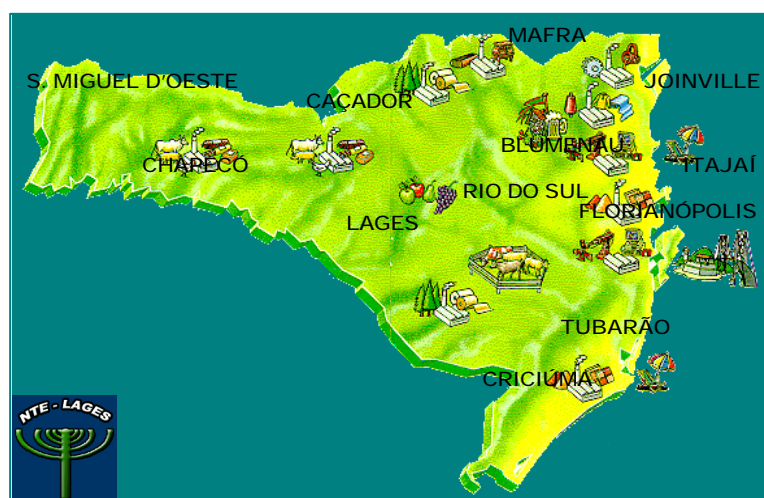 MAFRA
S. MIGUEL D'OESTE
JOINVILLE
CAÇADOR
BLUMENAU
CHAPECÓ
ITAJAÍ
RIO DO SUL
FLORIANÓPOLIS
LAGES
TUBARÃO
CRICIÚMA
NTE - LAGES